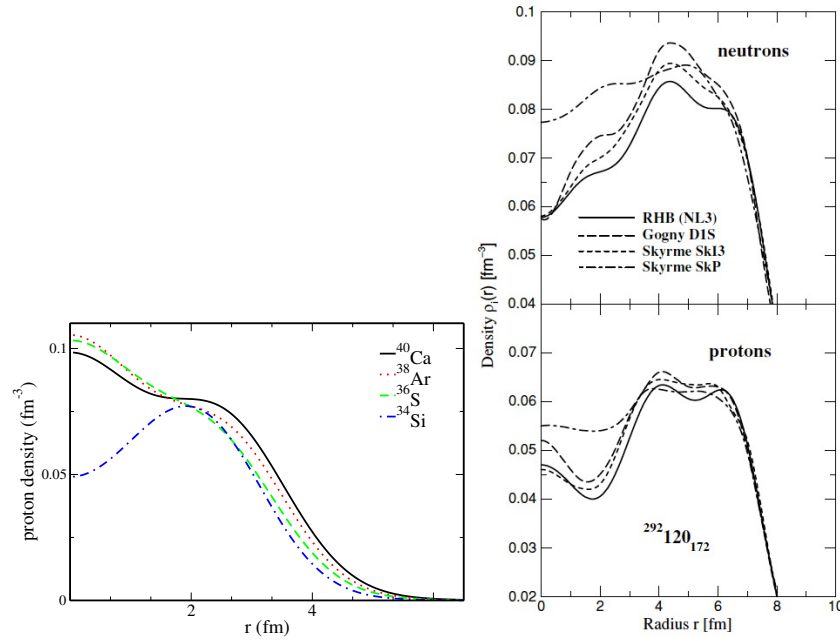 0.1
0.05
0
proton density (fm⁻³)
⁴⁰Ca
³⁸Ar
³⁶S
³⁴Si
2
4
r (fm)
0.1
0.09
0.08
0.07
0.06
0.05
0.04
neutrons
RHB (NL3)
Gogny D1S
Skyrme SkI3
Skyrme SkP
Density ρᵢ(r) [fm⁻³]
0.07
0.06
0.05
0.04
0.03
0.02
protons
²⁹²120₁₇₂
0
2
4
6
8
10
Radius r [fm]